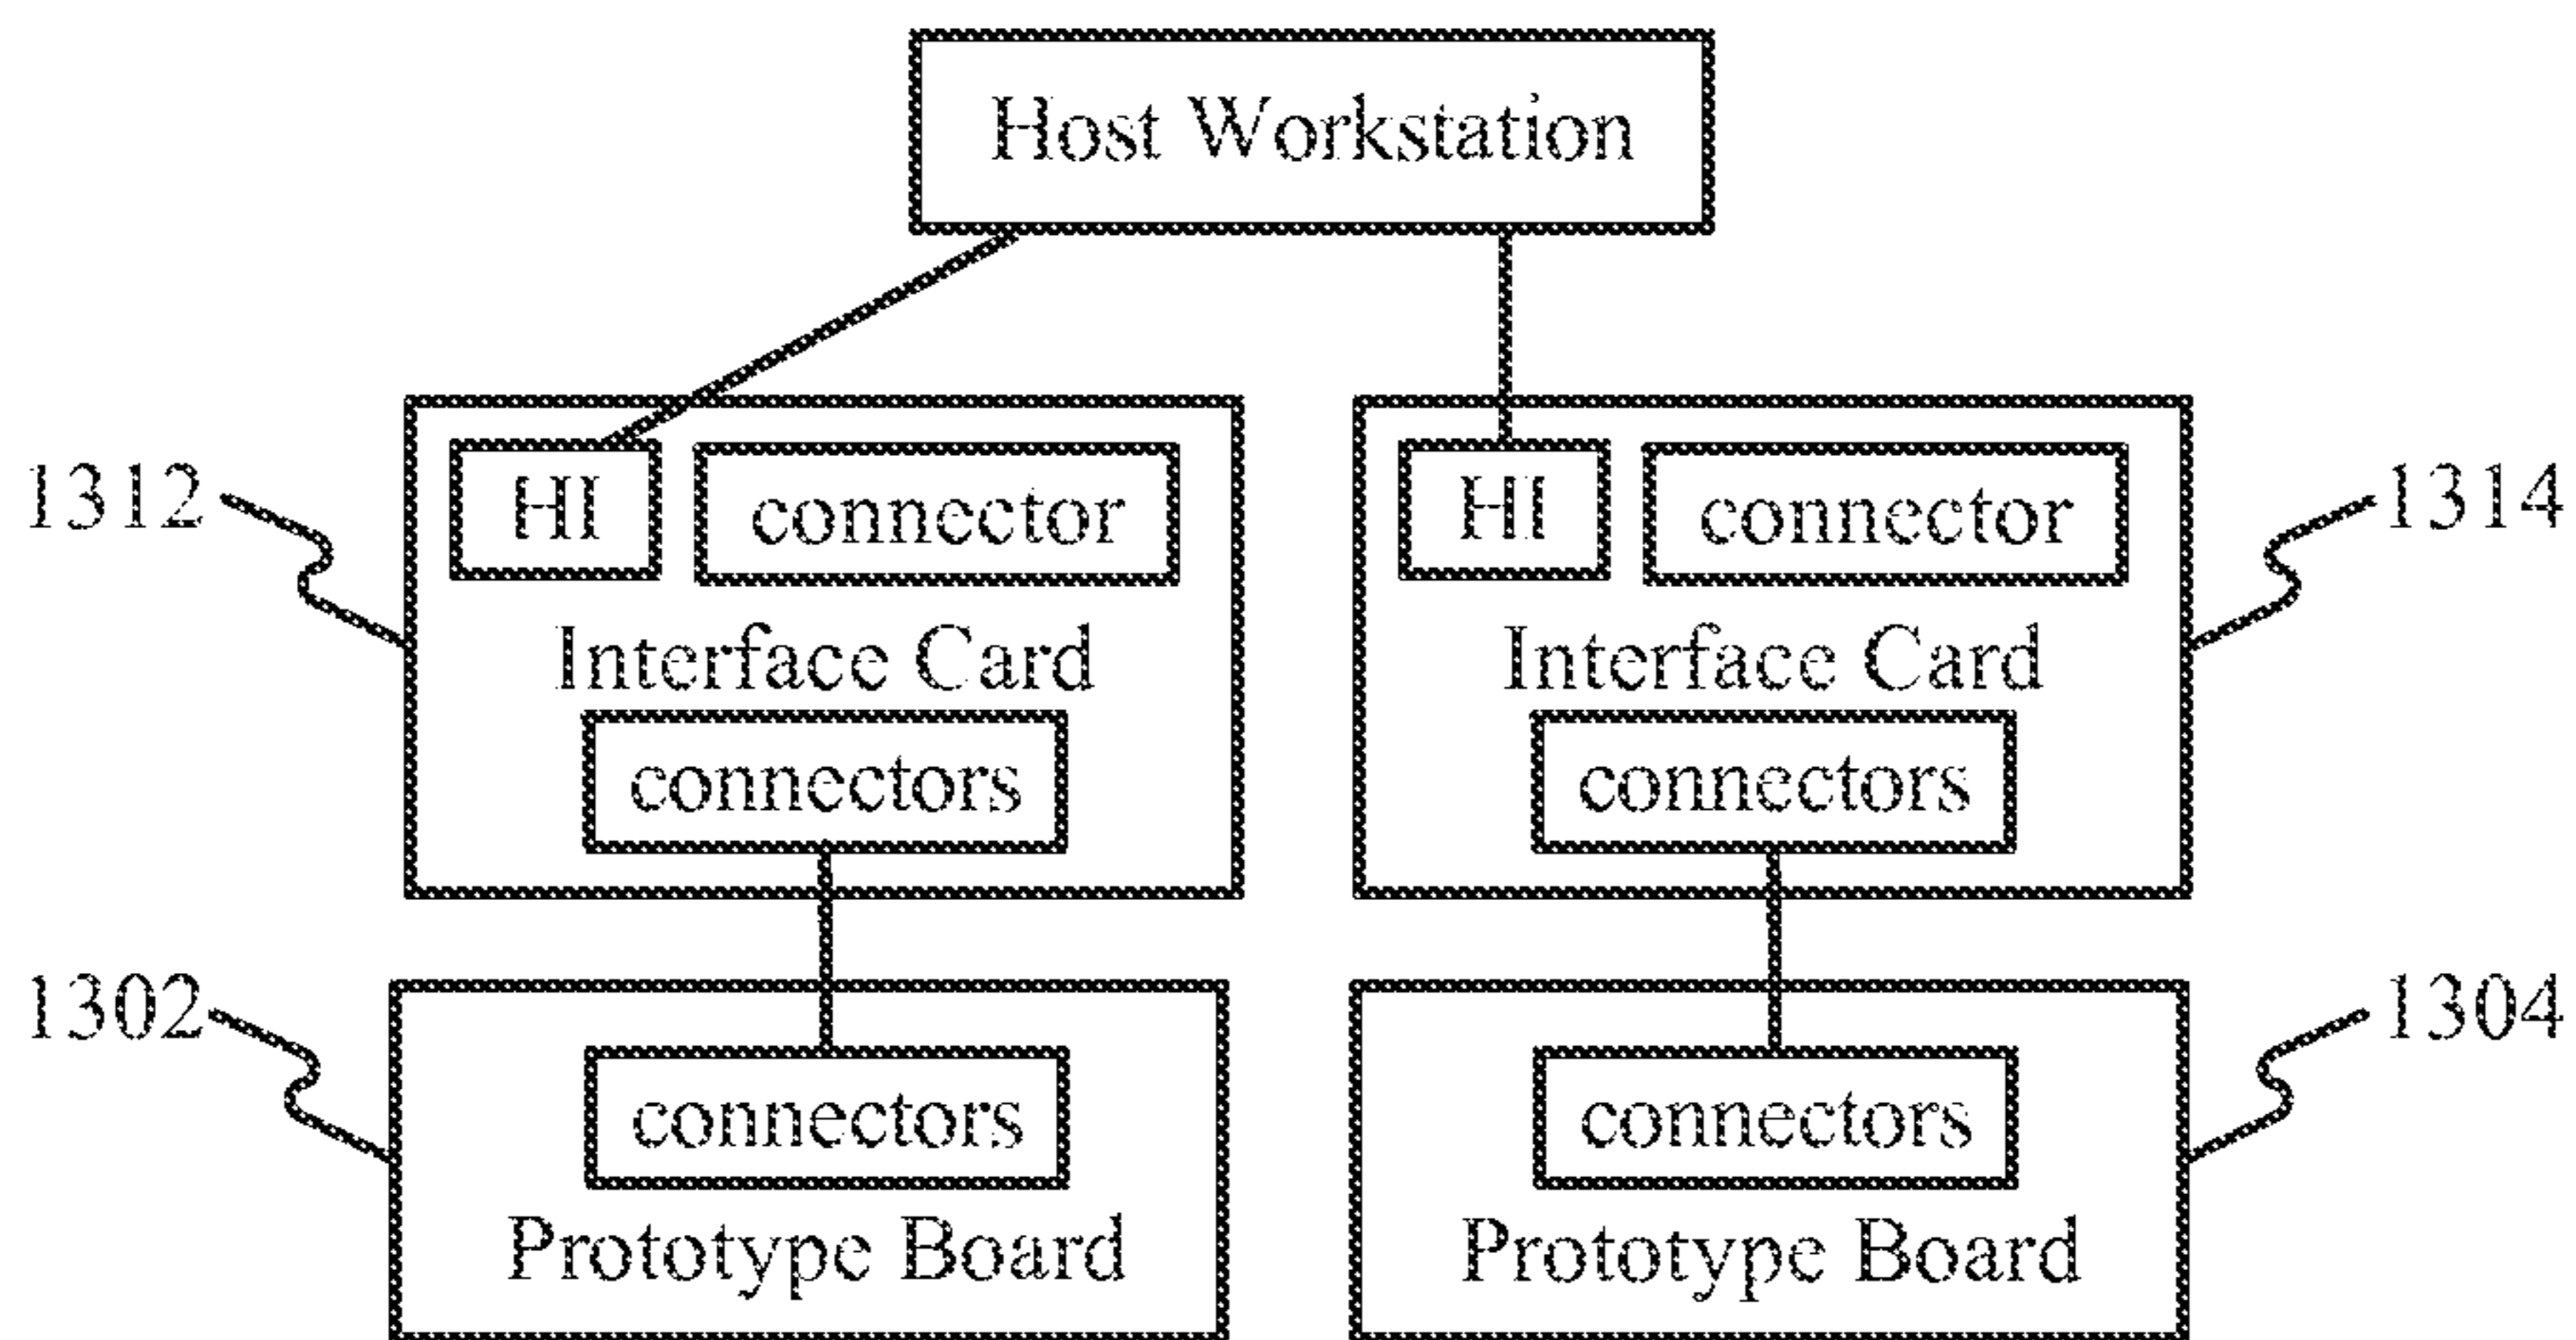 Host Workstation
1312
HI
connector
Interface Card
connectors
HI
connector
Interface Card
connectors
1314
1302
connectors
Prototype Board
connectors
Prototype Board
1304